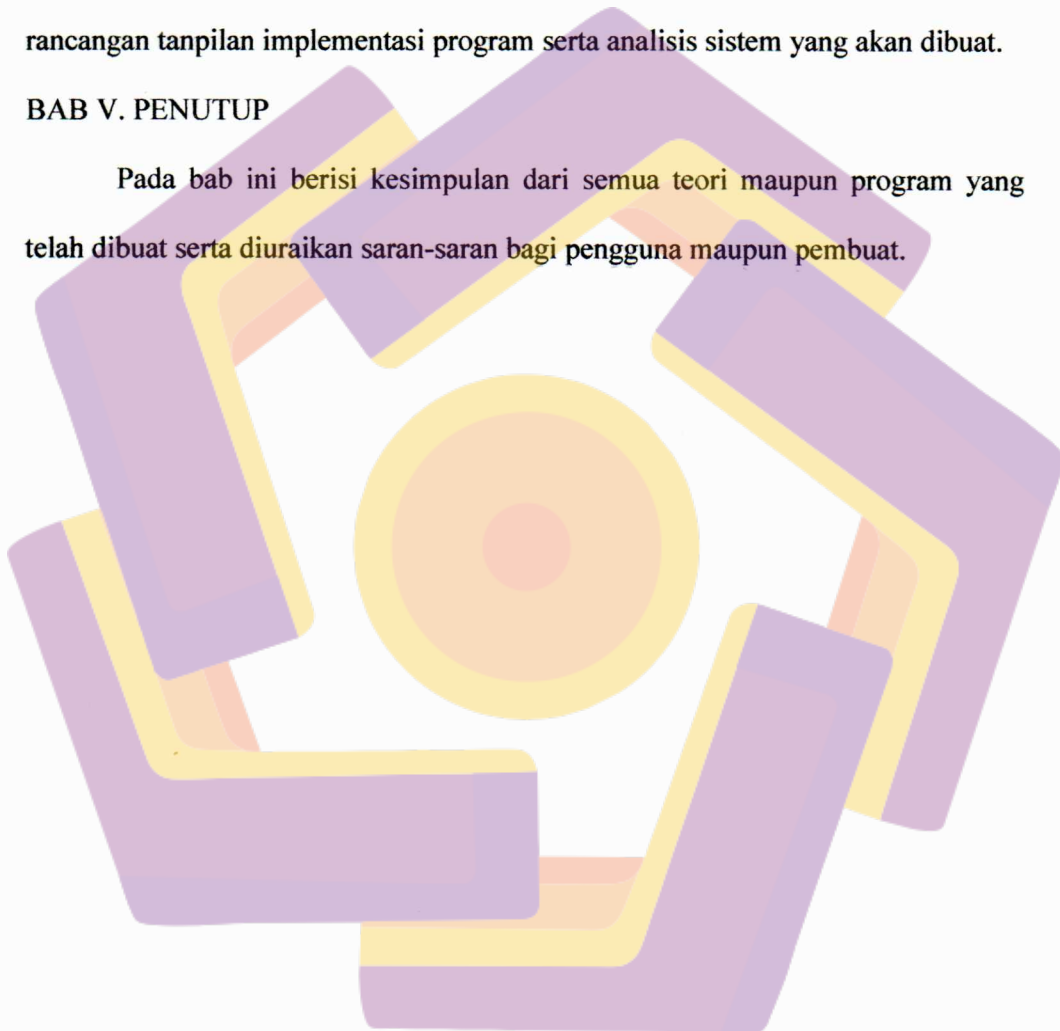 rancangan tanpilan implementasi program serta analisis sistem yang akan dibuat.
BAB V. PENUTUP
Pada bab ini berisi kesimpulan dari semua teori maupun program yang
telah dibuat serta diuraikan saran-saran bagi pengguna maupun pembuat.